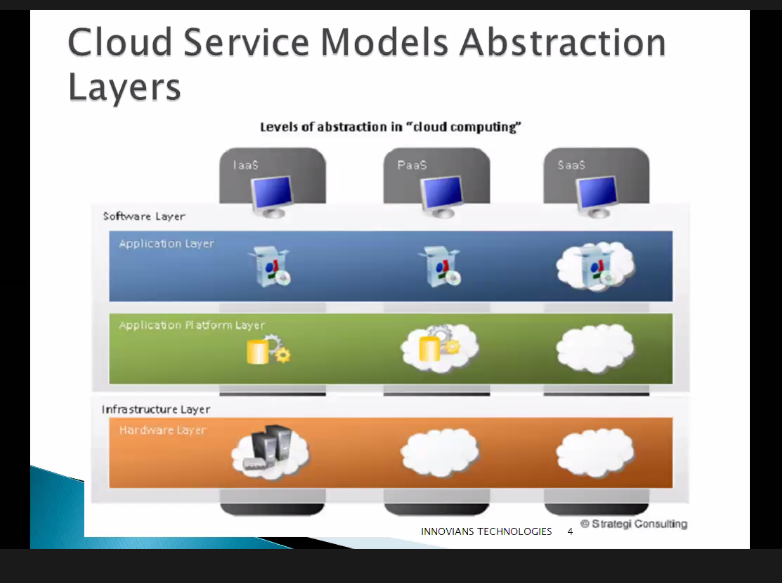 Cloud Service Models Abstraction
Layers
Levels of abstraction in "cloud computing"
IaaS
PaaS
SaaS
Software Layer
Application Layer
Application Platform Layer
Infrastructure Layer
Hardware Layer
© Strategi Consulting
INNOVIANS TECHNOLOGIES 4